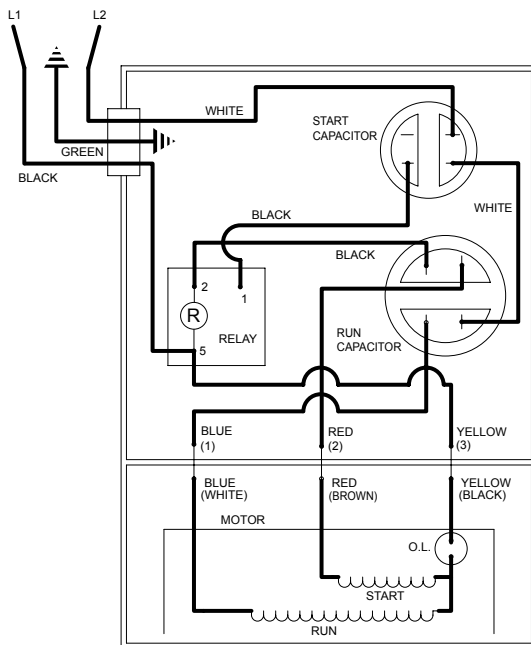 L1
L2
WHITE
START
CAPACITOR
GREEN
BLACK
WHITE
BLACK
BLACK
2
1
R
RELAY
5
RUN
CAPACITOR
BLUE
(1)
RED
(2)
YELLOW
(3)
BLUE
(WHITE)
RED
(BROWN)
YELLOW
(BLACK)
MOTOR
O.L.
START
RUN